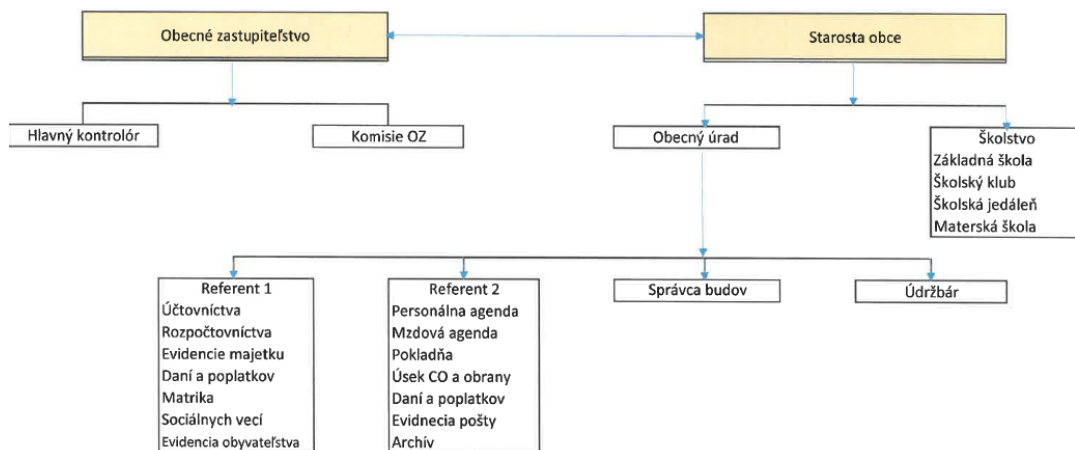 Obecné zastupiteľstvo
Starosta obce
Hlavný kontrolór
Komisie OZ
Obecný úrad
Školstvo
Základná škola
Školský klub
Školská jedáleň
Materská škola
Referent 1
Účtovníctva
Rozpočtovníctva
Evidencie majetku
Daní a poplatkov
Matrika
Sociálnych vecí
Evidencia obyvateľstva
Referent 2
Personálna agenda
Mzdová agenda
Pokladňa
Úsek CO a obrany
Daní a poplatkov
Evidnecia pošty
Archív
Správca budov
Údržbár